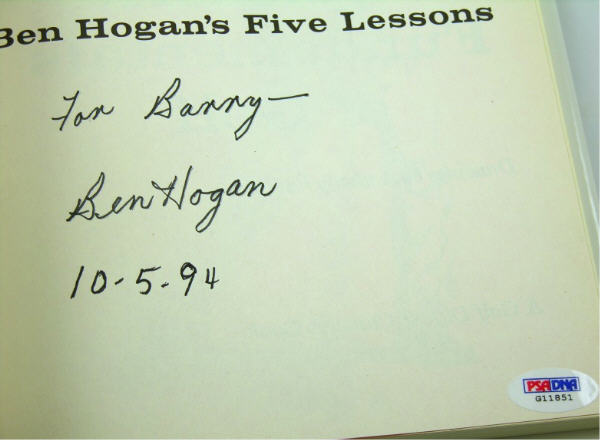 Ben Hogan's Five Lessons
For Barry—
Ben Hogan
10-5-94
PSA DNA
G11851